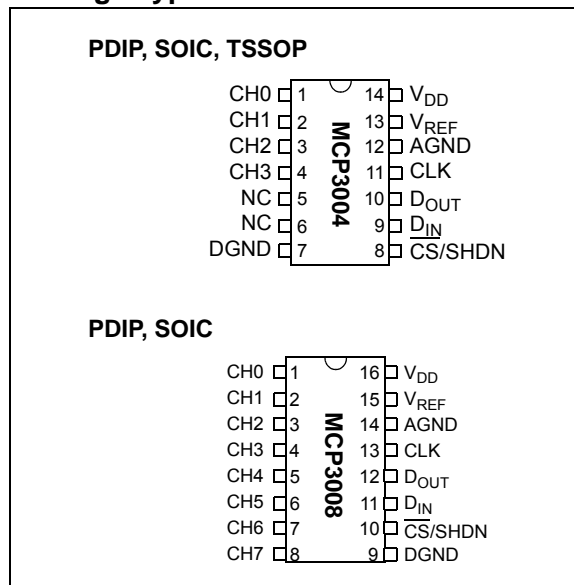 PDIP, SOIC, TSSOP
CH0 1 14 VDD
CH1 2 13 VREF
CH2 3 12 AGND
CH3 4 11 CLK
NC 5 10 DOUT
NC 6 9 DIN
DGND 7 8 CS/SHDN
MCP3004
PDIP, SOIC
CH0 1 16 VDD
CH1 2 15 VREF
CH2 3 14 AGND
CH3 4 13 CLK
CH4 5 12 DOUT
CH5 6 11 DIN
CH6 7 10 CS/SHDN
CH7 8 9 DGND
MCP3008